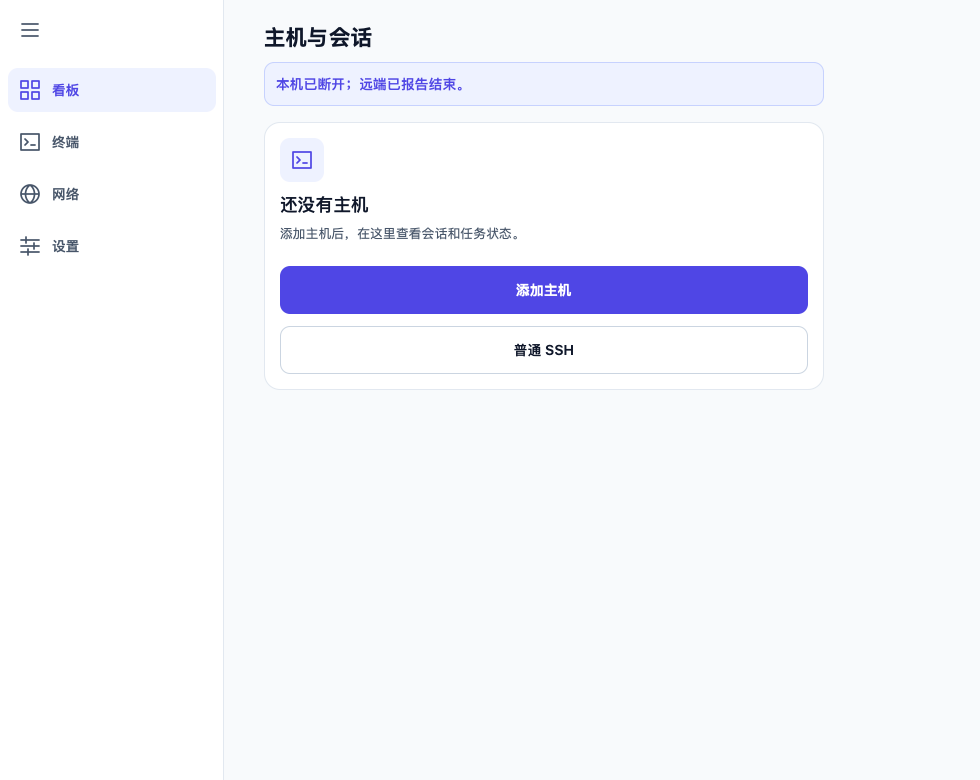 看板
终端
网络
设置
主机与会话
本机已断开；远端已报告结束。
还没有主机
添加主机后，在这里查看会话和任务状态。
添加主机
普通 SSH